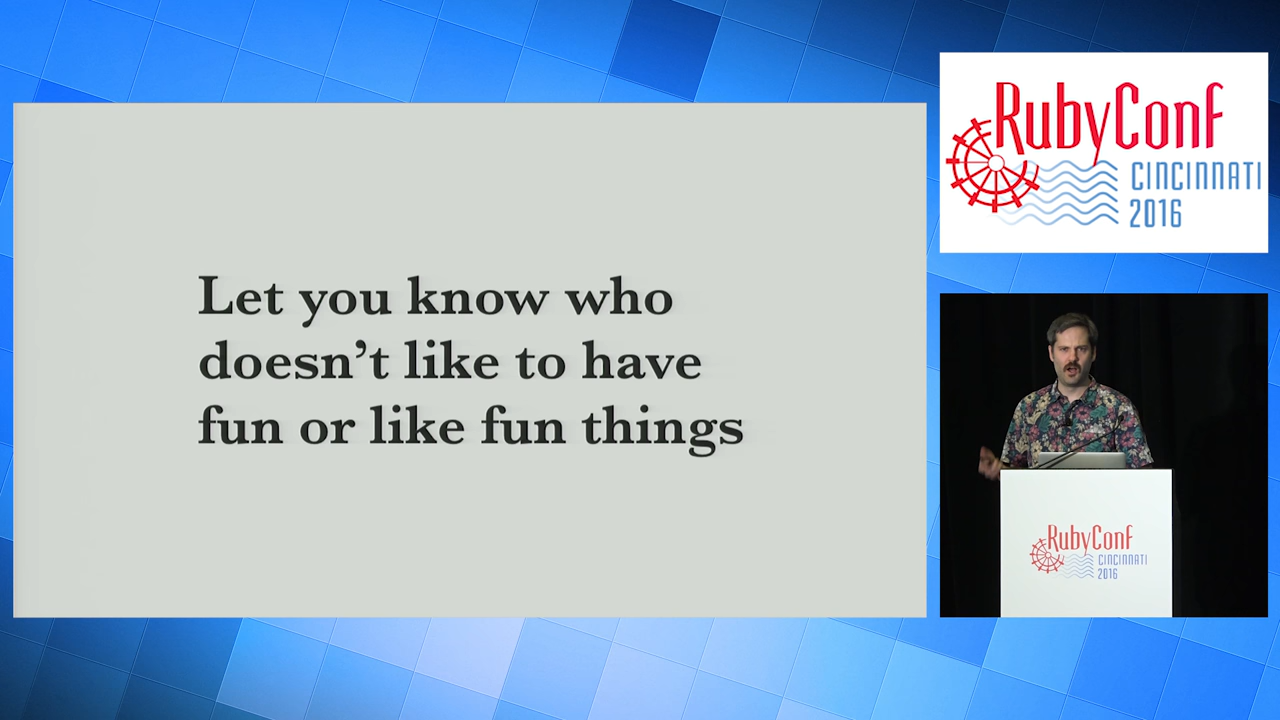 Let you know who
doesn’t like to have
fun or like fun things
RubyConf
CINCINNATI
2016
RubyConf
CINCINNATI
2016